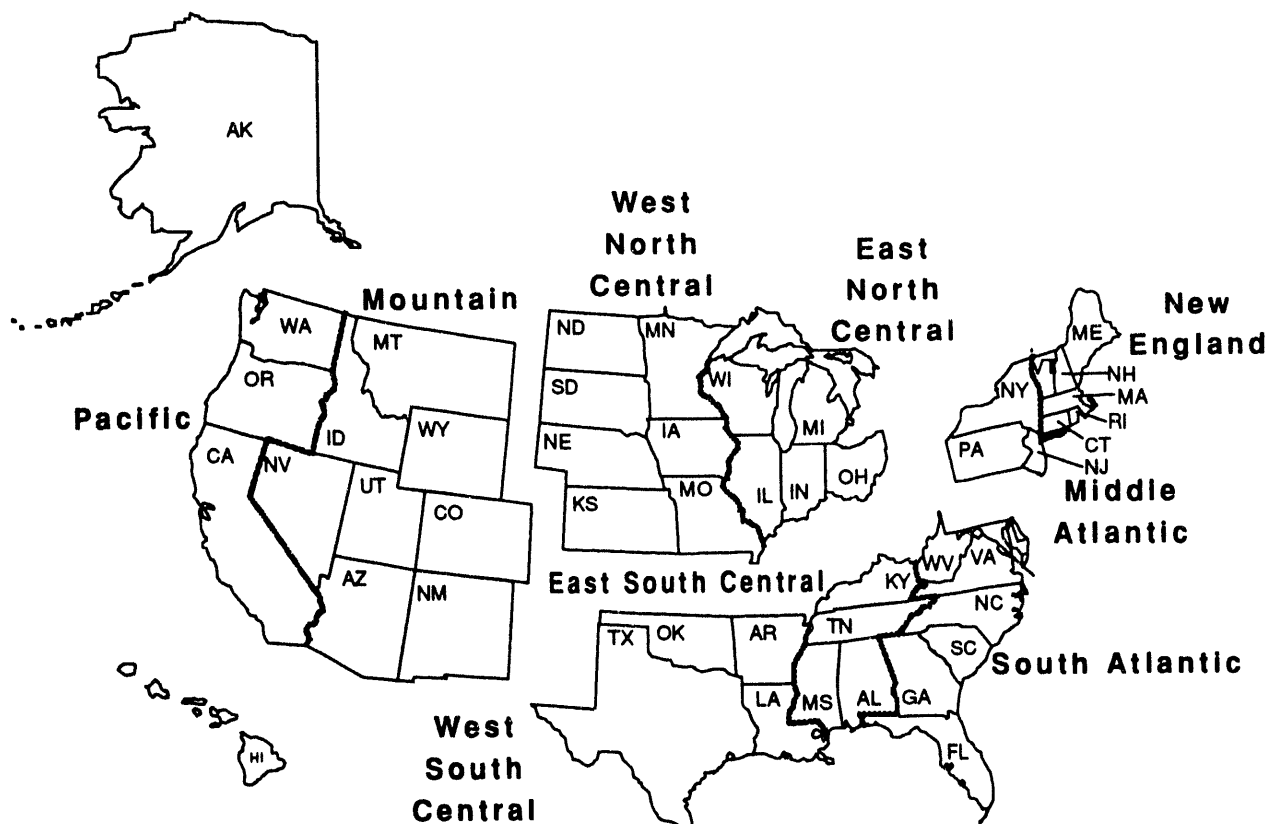 AK
West
North
Central
East
North
Central
Mountain
New
England
Pacific
Middle
Atlantic
East South Central
South Atlantic
West
South
Central
WA
MT
OR
ID
WY
CA
NV
UT
CO
AZ
NM
HI
ND
MN
SD
WI
NE
IA
MI
KS
MO
IL
IN
OH
ME
VT
NH
NY
MA
RI
CT
PA
NJ
KY
WV
VA
TN
NC
TX
OK
AR
SC
LA
MS
AL
GA
FL